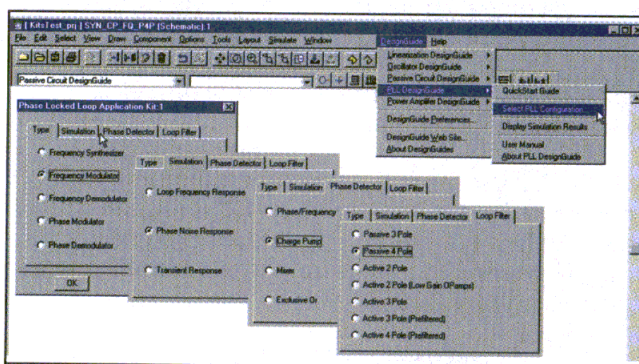 [ KitsTest_prj ] SYN_CP_FQ_P4P (Schematic) 1
File Edit Select View Draw Component Options Tools Layout Simulate Window DesignGuide Help
Passive Circuit DesignGuide
Linearization DesignGuide
Oscillator DesignGuide
Passive Circuit DesignGuide
PLL DesignGuide
Power Amplifier DesignGuide
DesignGuide Preferences...
DesignGuide Web Site...
About DesignGuides
QuickStart Guide
Select PLL Configuration...
Display Simulation Results
User Manual
About PLL DesignGuide
Phase Locked Loop Application Kit:1
Type Simulation Phase Detector Loop Filter
Frequency Synthesizer
Frequency Modulator
Frequency Demodulator
Phase Modulator
Phase Demodulator
OK
Type Simulation Phase Detector Loop Filter
Loop Frequency Response
Phase Noise Response
Transient Response
Type Simulation Phase Detector Loop Filter
Phase/Frequency
Charge Pump
Mixer
Exclusive Or
Type Simulation Phase Detector Loop Filter
Passive 3 Pole
Passive 4 Pole
Active 2 Pole
Active 2 Pole (Low Gain OPamps)
Active 3 Pole
Active 3 Pole (Prefiltered)
Active 4 Pole (Prefiltered)